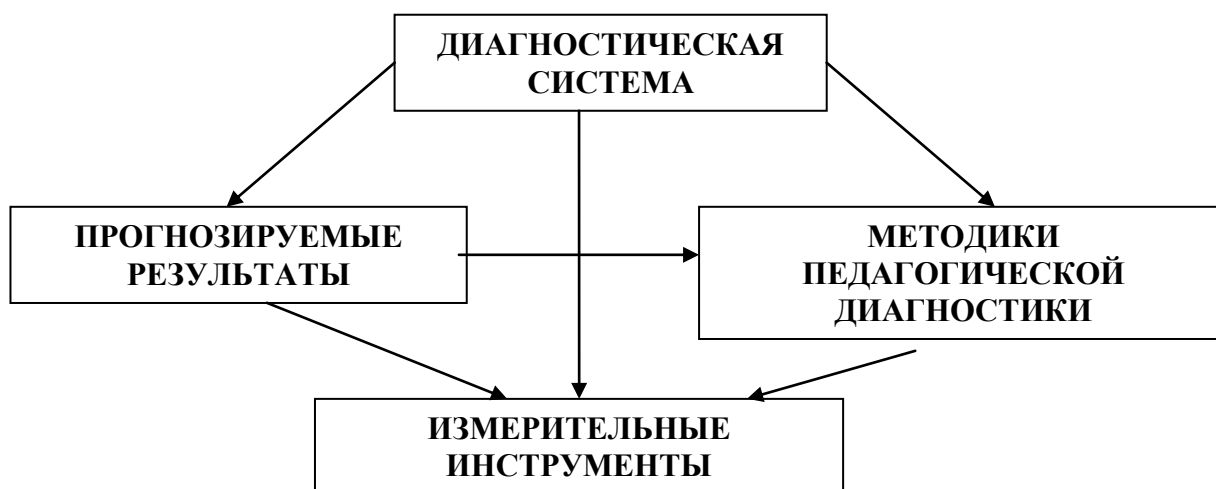 ДИАГНОСТИЧЕСКАЯ
СИСТЕМА
ПРОГНОЗИРУЕМЫЕ
РЕЗУЛЬТАТЫ
МЕТОДИКИ
ПЕДАГОГИЧЕСКОЙ
ДИАГНОСТИКИ
ИЗМЕРИТЕЛЬНЫЕ
ИНСТРУМЕНТЫ